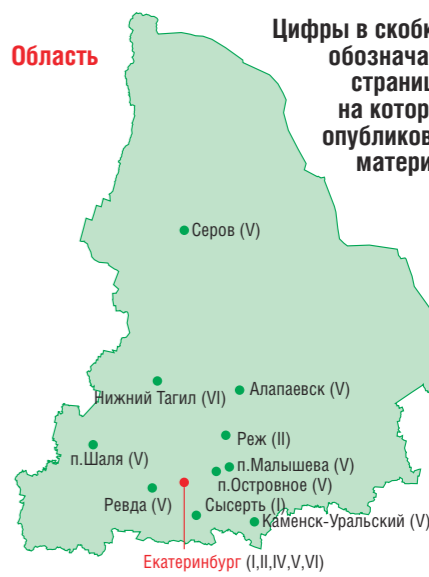 Область
Цифры в скобк
обознача
страниц
на котор
опубликов
матери
Серов (V)
Нижний Тагил (VI)
Алапаевск (V)
Реж (II)
п.Шаля (V)
п.Малышева (V)
п.Островное (V)
Ревда (V)
Сысерть (I)
Каменск-Уральский (V)
Екатеринбург (I,II,IV,V,VI)